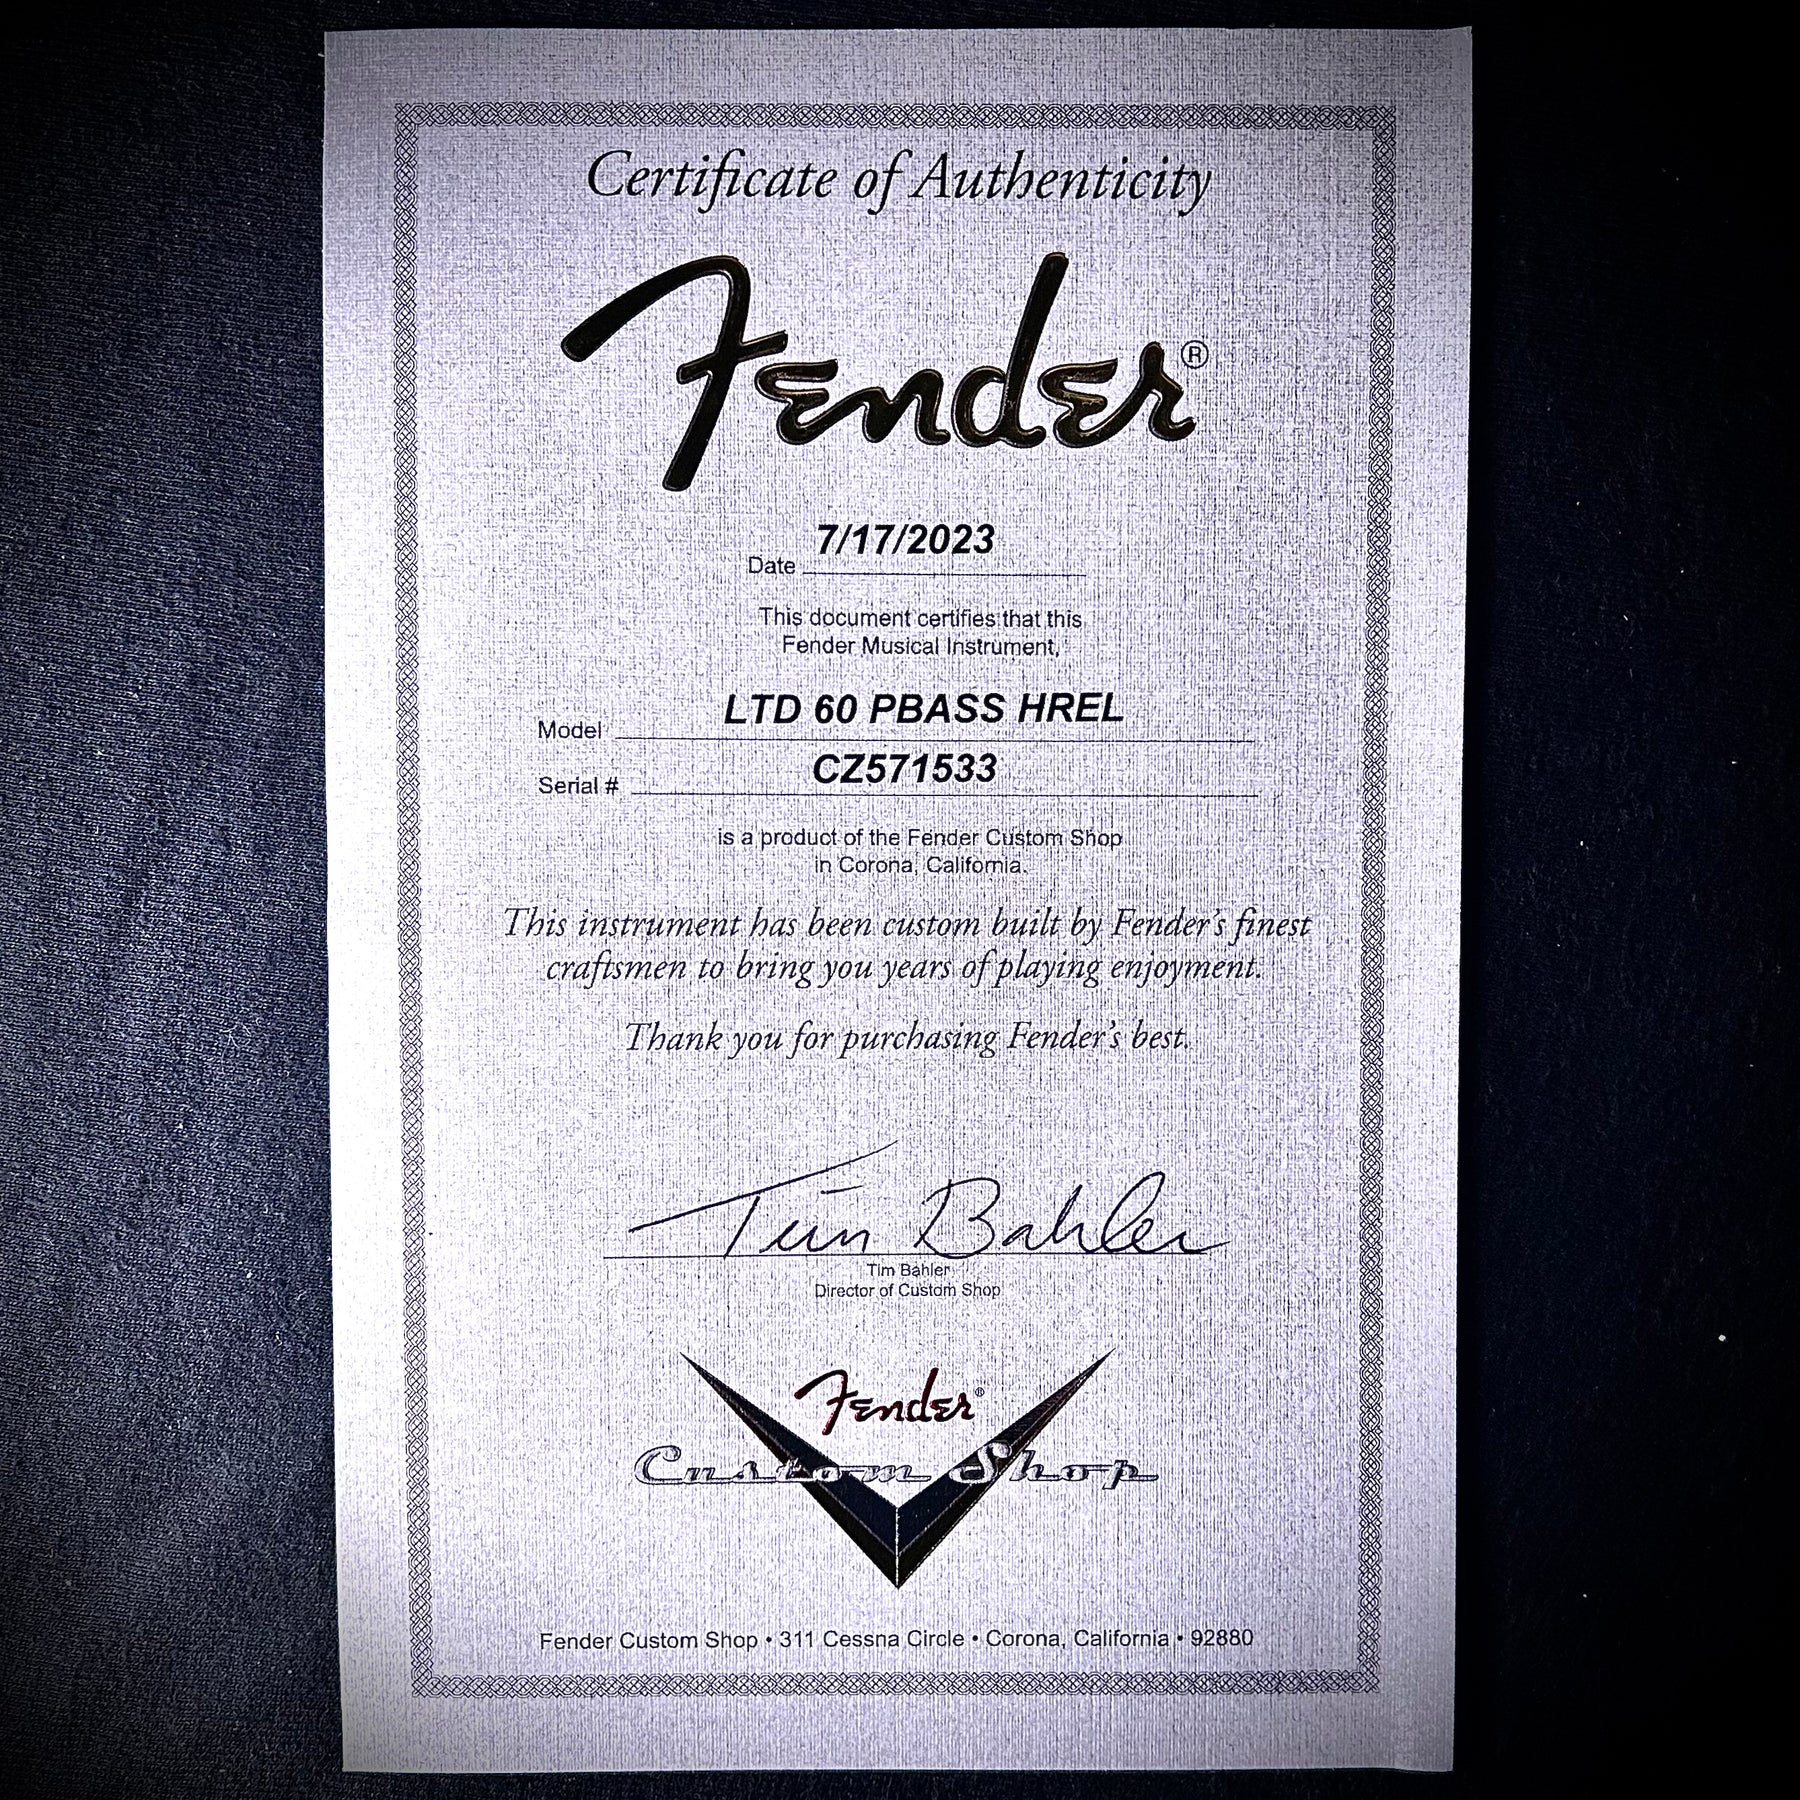 Certificate of Authenticity
Fender®
7/17/2023
Date
This document certifies that this
Fender Musical Instrument,
LTD 60 PBASS HREL
Model
CZ571533
Serial #
is a product of the Fender Custom Shop
in Corona, California.
This instrument has been custom built by Fender's finest
craftsmen to bring you years of playing enjoyment.
Thank you for purchasing Fender's best.
Tim Bahler
Tim Bahler
Director of Custom Shop
Fender®
Custom Shop
Fender Custom Shop • 311 Cessna Circle • Corona, California • 92880